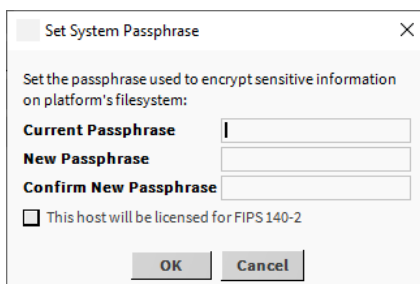 Set System Passphrase
Set the passphrase used to encrypt sensitive information
on platform's filesystem:
Current Passphrase
New Passphrase
Confirm New Passphrase
This host will be licensed for FIPS 140-2
OK Cancel